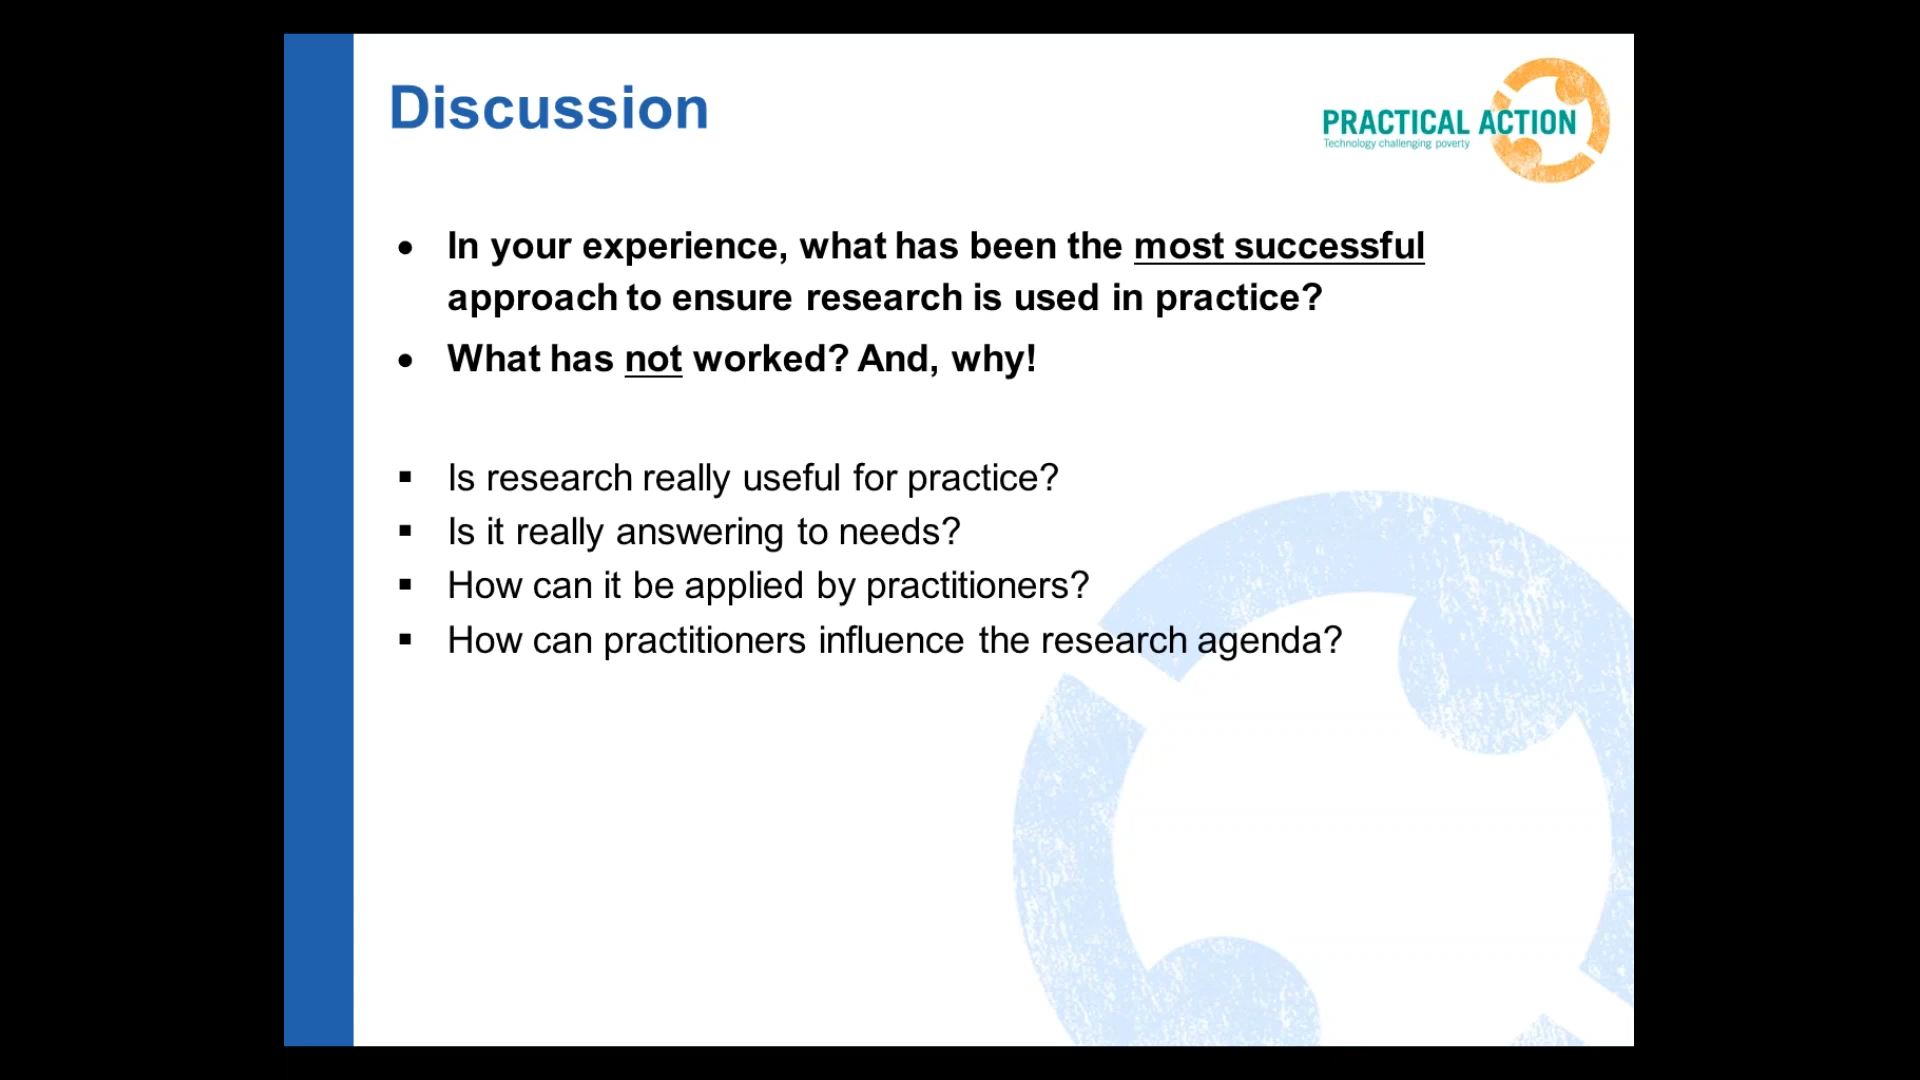 Discussion
PRACTICAL ACTION
Technology challenging poverty
• In your experience, what has been the most successful
approach to ensure research is used in practice?
• What has not worked? And, why!
▪ Is research really useful for practice?
▪ Is it really answering to needs?
▪ How can it be applied by practitioners?
▪ How can practitioners influence the research agenda?